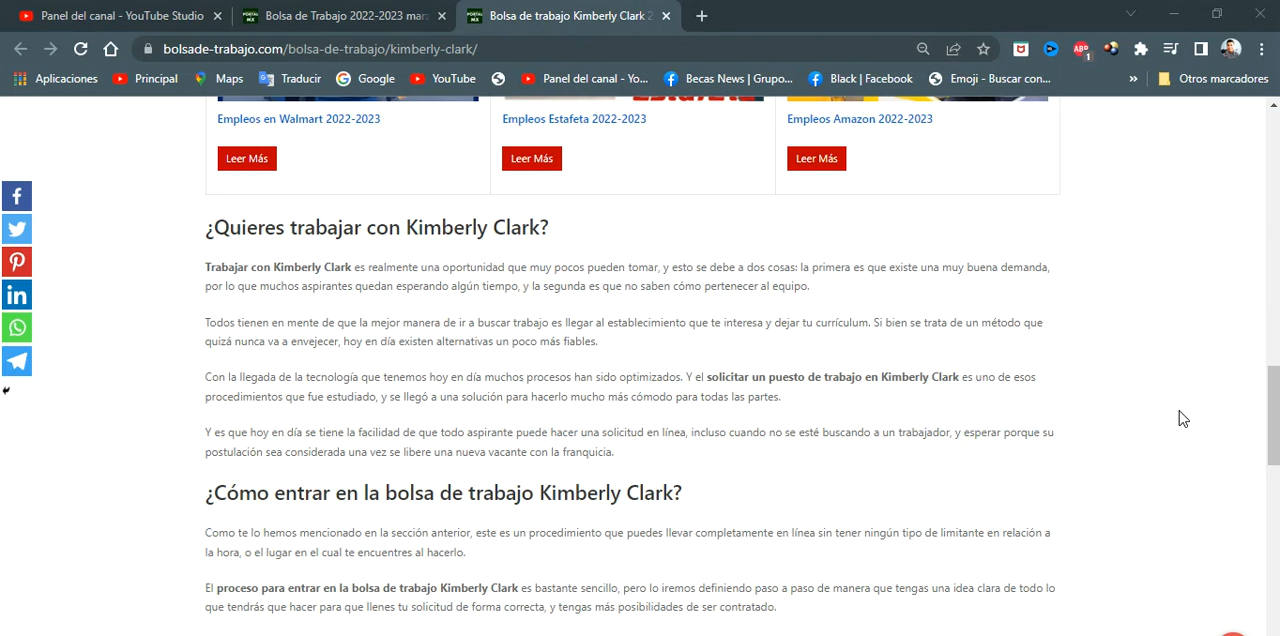 Panel del canal - YouTube Studio
Bolsa de Trabajo 2022-2023 mar
Bolsa de trabajo Kimberly Clark 2
bolsade-trabajo.com/bolsa-de-trabajo/kimberly-clark/
ABP
1
Aplicaciones
Principal
Maps
Traducir
Google
YouTube
Panel del canal - Yo...
Becas News | Grupo...
Black | Facebook
Emoji - Buscar con...
»
Otros marcadores
Empleos en Walmart 2022-2023
Empleos Estafeta 2022-2023
Empleos Amazon 2022-2023
Leer Más
Leer Más
Leer Más
¿Quieres trabajar con Kimberly Clark?
Trabajar con Kimberly Clark es realmente una oportunidad que muy pocos pueden tomar, y esto se debe a dos cosas: la primera es que existe una muy buena demanda,
por lo que muchos aspirantes quedan esperando algún tiempo, y la segunda es que no saben cómo pertenecer al equipo.
Todos tienen en mente de que la mejor manera de ir a buscar trabajo es llegar al establecimiento que te interesa y dejar tu currículum. Si bien se trata de un método que
quizá nunca va a envejecer, hoy en día existen alternativas un poco más fiables.
Con la llegada de la tecnología que tenemos hoy en día muchos procesos han sido optimizados. Y el solicitar un puesto de trabajo en Kimberly Clark es uno de esos
procedimientos que fue estudiado, y se llegó a una solución para hacerlo mucho más cómodo para todas las partes.
Y es que hoy en día se tiene la facilidad de que todo aspirante puede hacer una solicitud en línea, incluso cuando no se esté buscando a un trabajador, y esperar porque su
postulación sea considerada una vez se libere una nueva vacante con la franquicia.
¿Cómo entrar en la bolsa de trabajo Kimberly Clark?
Como te lo hemos mencionado en la sección anterior, este es un procedimiento que puedes llevar completamente en línea sin tener ningún tipo de limitante en relación a
la hora, o el lugar en el cual te encuentres al hacerlo.
El proceso para entrar en la bolsa de trabajo Kimberly Clark es bastante sencillo, pero lo iremos definiendo paso a paso de manera que tengas una idea clara de todo lo
que tendrás que hacer para que llenes tu solicitud de forma correcta, y tengas más posibilidades de ser contratado.